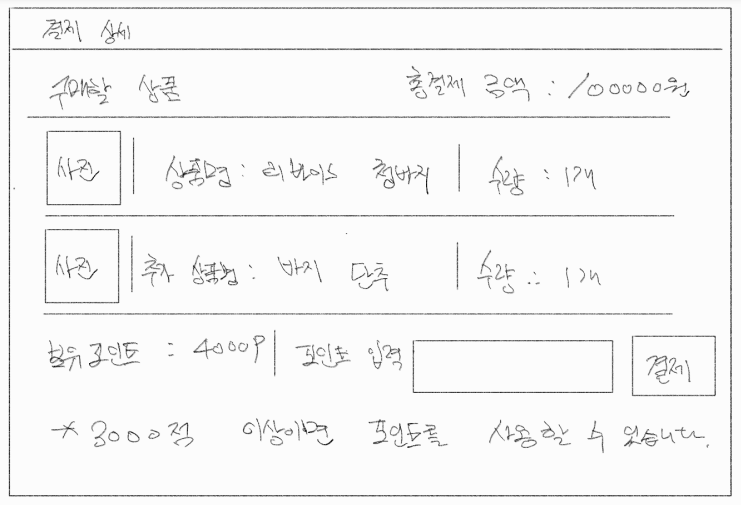 결제 상세
구매할 상품 총결제 금액 : 100000원
사진 상품명 : 리바이스 청바지 수량 : 1개
사진 추가 상품명 : 바지 단추 수량 : 1개
보유포인트 : 4000P 포인트 입력 결제
* 3000점 이상이면 포인트를 사용할 수 있습니다.